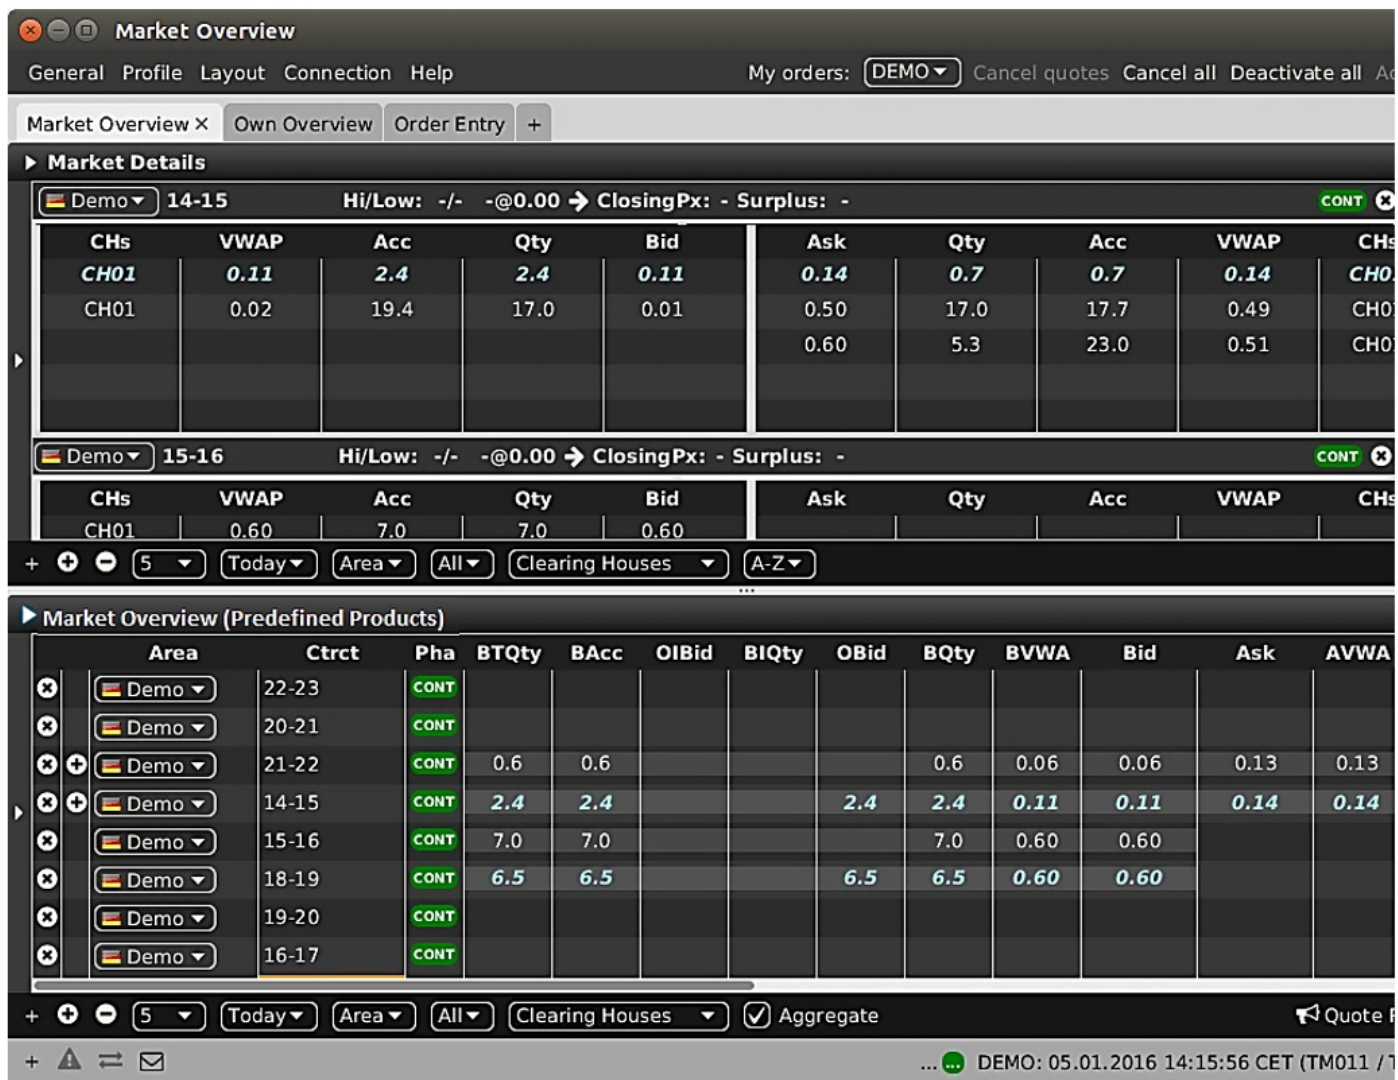 Market Overview
General Profile Layout Connection Help My orders: DEMO Cancel quotes Cancel all Deactivate all
Market Overview × Own Overview Order Entry +
Market Details
Demo 14-15 Hi/Low: -/- -@0.00 → ClosingPx: - Surplus: - CONT
CHs VWAP Acc Qty Bid Ask Qty Acc VWAP CHs
CH01 0.11 2.4 2.4 0.11 0.14 0.7 0.7 0.14 CH0
CH01 0.02 19.4 17.0 0.01 0.50 17.0 17.7 0.49 CH0
0.60 5.3 23.0 0.51 CH0
Demo 15-16 Hi/Low: -/- -@0.00 → ClosingPx: - Surplus: - CONT
CHs VWAP Acc Qty Bid Ask Qty Acc VWAP CHs
CH01 0.60 7.0 7.0 0.60
+ 5 Today Area All Clearing Houses A-Z
Market Overview (Predefined Products)
Area Ctrct Pha BTQty BAcc OIBid BIQty OBid BQty BVWA Bid Ask AVWA
Demo 22-23 CONT
Demo 20-21 CONT
Demo 21-22 CONT 0.6 0.6 0.6 0.06 0.06 0.13 0.13
Demo 14-15 CONT 2.4 2.4 2.4 2.4 0.11 0.11 0.14 0.14
Demo 15-16 CONT 7.0 7.0 7.0 0.60 0.60
Demo 18-19 CONT 6.5 6.5 6.5 6.5 0.60 0.60
Demo 19-20 CONT
Demo 16-17 CONT
+ 5 Today Area All Clearing Houses Aggregate Quote
+ ... DEMO: 05.01.2016 14:15:56 CET (TM011 /